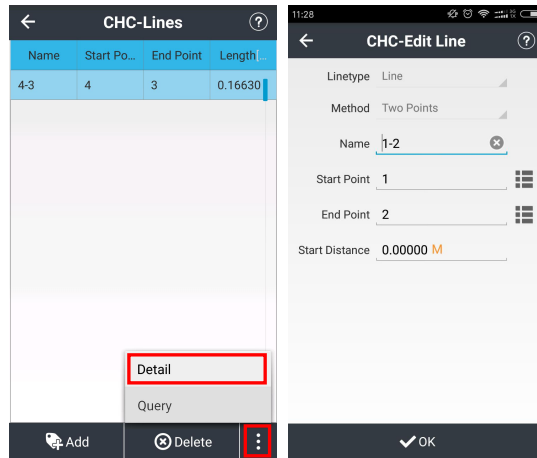 CHC-Lines ?
Name Start Po... End Point Length[...
4-3 4 3 0.16630
Detail
Query
Add Delete
11:28
CHC-Edit Line ?
Linetype Line
Method Two Points
Name 1-2
Start Point 1
End Point 2
Start Distance 0.00000 M
OK